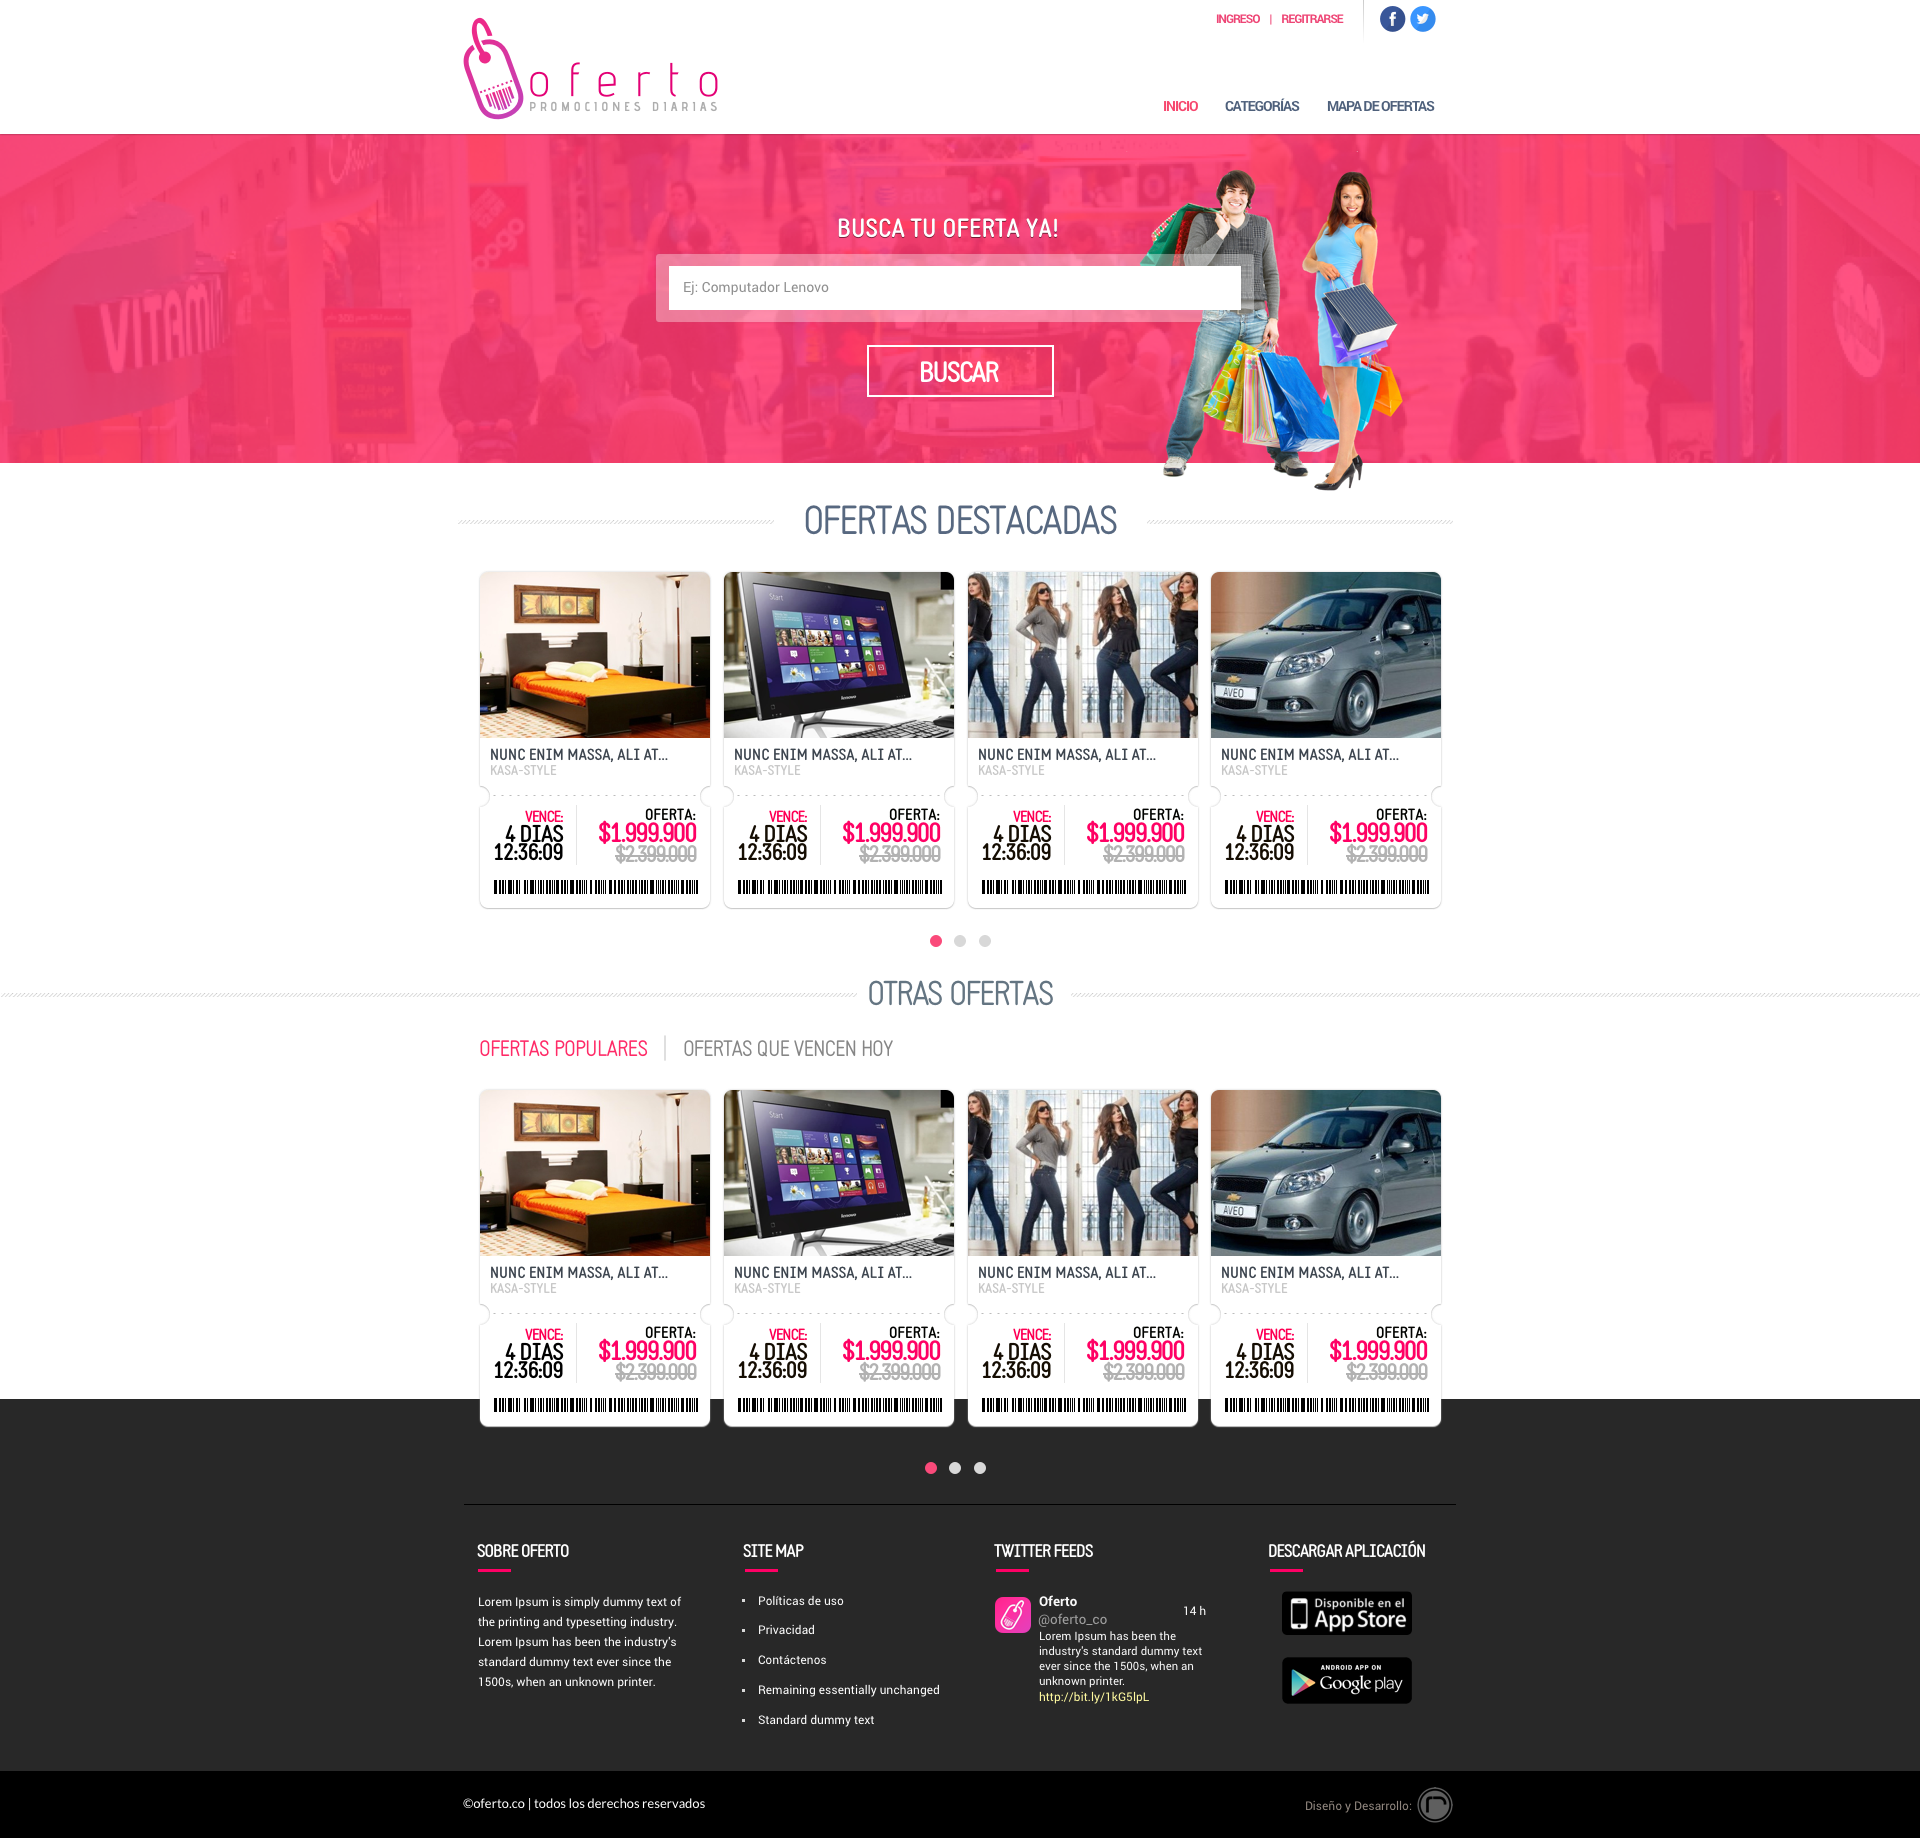 INGRESO | REGITRARSE
oferto
PROMOCIONES DIARIAS
INICIO CATEGORÍAS MAPA DE OFERTAS
VITAM
BUSCA TU OFERTA YA!
Ej: Computador Lenovo
BUSCAR
OFERTAS DESTACADAS
Start
AVEO
NUNC ENIM MASSA, ALI AT...
KASA-STYLE
VENCE:
4 DIAS
12:36:09
OFERTA:
$1.999.900
$2.399.000
NUNC ENIM MASSA, ALI AT...
KASA-STYLE
VENCE:
4 DIAS
12:36:09
OFERTA:
$1.999.900
$2.399.000
NUNC ENIM MASSA, ALI AT...
KASA-STYLE
VENCE:
4 DIAS
12:36:09
OFERTA:
$1.999.900
$2.399.000
NUNC ENIM MASSA, ALI AT...
KASA-STYLE
VENCE:
4 DIAS
12:36:09
OFERTA:
$1.999.900
$2.399.000
OTRAS OFERTAS
OFERTAS POPULARES OFERTAS QUE VENCEN HOY
Start
AVEO
NUNC ENIM MASSA, ALI AT...
KASA-STYLE
VENCE:
4 DIAS
12:36:09
OFERTA:
$1.999.900
$2.399.000
NUNC ENIM MASSA, ALI AT...
KASA-STYLE
VENCE:
4 DIAS
12:36:09
OFERTA:
$1.999.900
$2.399.000
NUNC ENIM MASSA, ALI AT...
KASA-STYLE
VENCE:
4 DIAS
12:36:09
OFERTA:
$1.999.900
$2.399.000
NUNC ENIM MASSA, ALI AT...
KASA-STYLE
VENCE:
4 DIAS
12:36:09
OFERTA:
$1.999.900
$2.399.000
SOBRE OFERTO
Lorem Ipsum is simply dummy text of
the printing and typesetting industry.
Lorem Ipsum has been the industry's
standard dummy text ever since the
1500s, when an unknown printer.
SITE MAP
Políticas de uso
Privacidad
Contáctenos
Remaining essentially unchanged
Standard dummy text
TWITTER FEEDS
Oferto
@oferto_co
14 h
Lorem Ipsum has been the
industry's standard dummy text
ever since the 1500s, when an
unknown printer.
http://bit.ly/1kG5lpL
DESCARGAR APLICACIÓN
Disponible en el
App Store
ANDROID APP ON
Google play
©oferto.co | todos los derechos reservados
Diseño y Desarrollo: